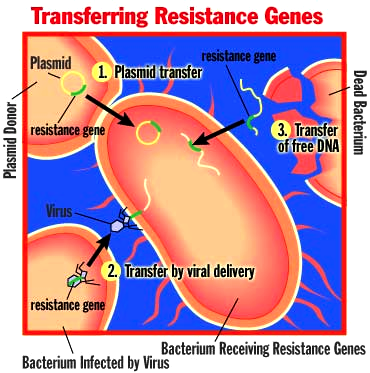 Transferring Resistance Genes
Plasmid
1. Plasmid transfer
resistance gene
resistance gene
Plasmid Donor
Dead Bacterium
3. Transfer
of free DNA
Virus
2. Transfer by viral delivery
resistance gene
Bacterium Receiving Resistance Genes
Bacterium Infected by Virus